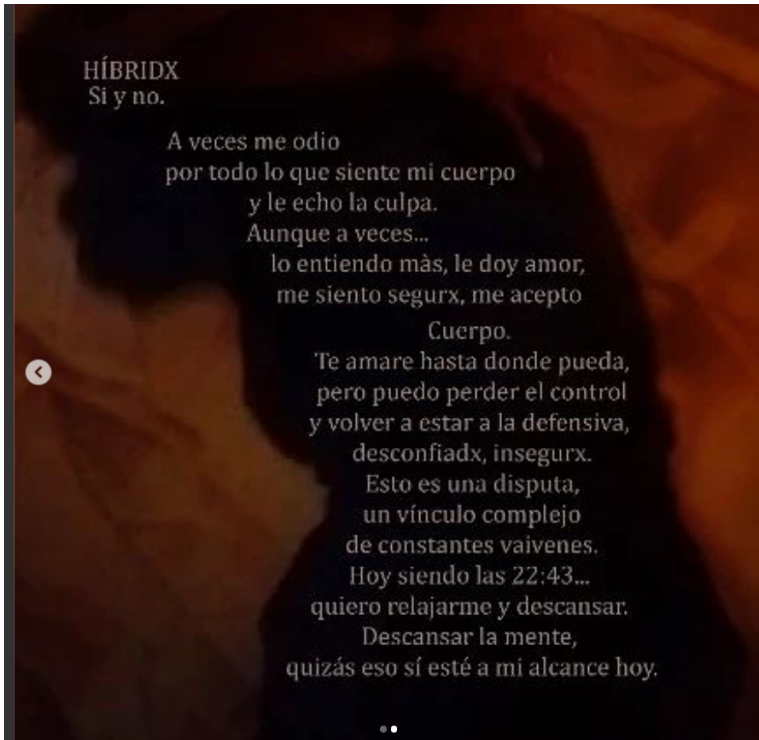 HÍBRIDX
Si y no.
A veces me odio
por todo lo que siente mi cuerpo
y le echo la culpa.
Aunque a veces...
lo entiendo màs, le doy amor,
me siento segurx, me acepto
Cuerpo.
Te amare hasta donde pueda,
pero puedo perder el control
y volver a estar a la defensiva,
desconfiadx, insegurx.
Esto es una disputa,
un vínculo complejo
de constantes vaivenes.
Hoy siendo las 22:43...
quiero relajarme y descansar.
Descansar la mente,
quizás eso sí esté a mi alcance hoy.